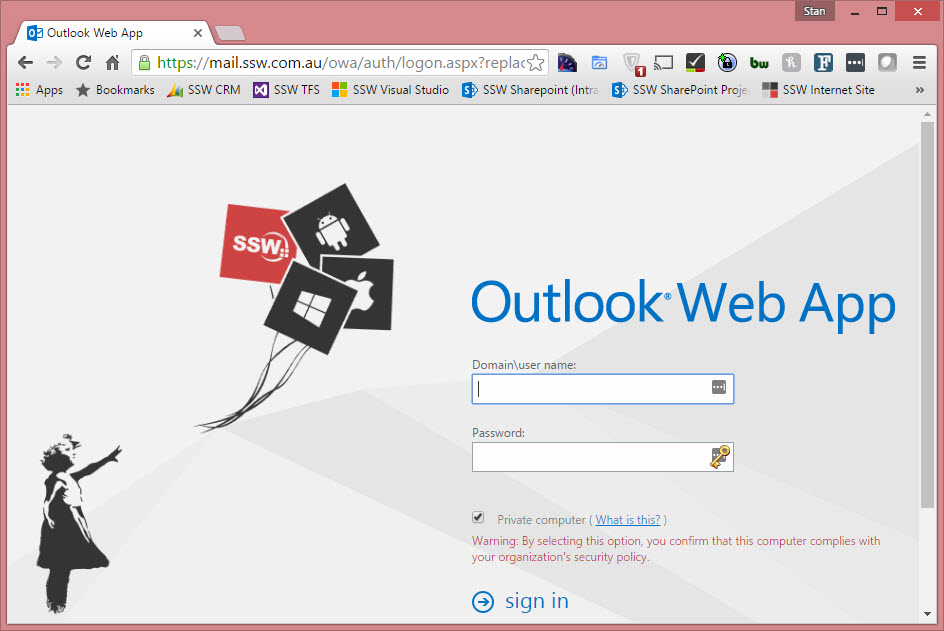 Stan
Outlook Web App
https://mail.ssw.com.au/owa/auth/logon.aspx?replac
1 bw F
Apps Bookmarks SSW CRM SSW TFS SSW Visual Studio SSW Sharepoint (Intra SSW SharePoint Proje SSW Internet Site »
SSW
Outlook® Web App
Domain\user name:
Password:
Private computer ( What is this? )
Warning: By selecting this option, you confirm that this computer complies with
your organization's security policy.
sign in